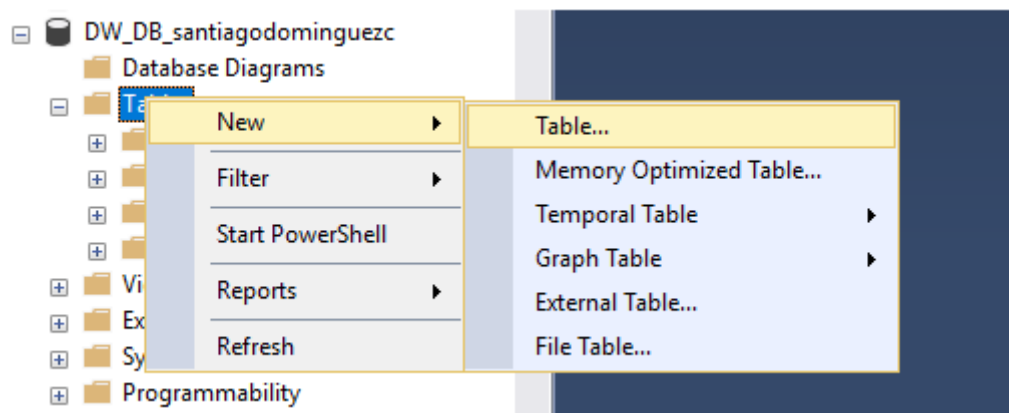 DW_DB_santiagodominguezc
Database Diagrams
New
Table...
Memory Optimized Table...
Filter
Temporal Table
Start PowerShell
Graph Table
Reports
External Table...
Refresh
File Table...
Programmability